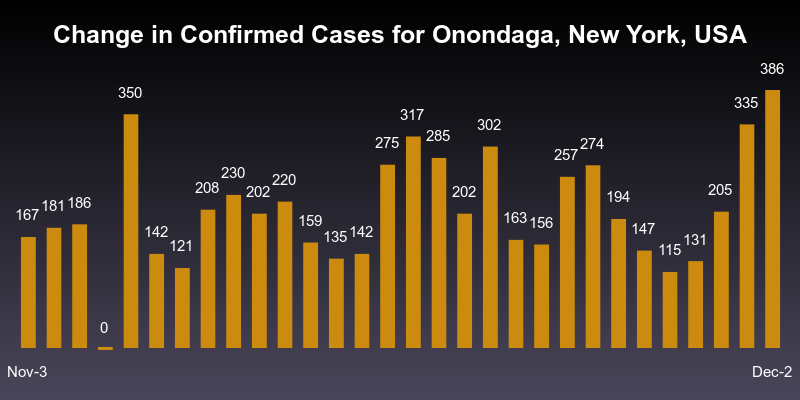 Change in Confirmed Cases for Onondaga, New York, USA
167 181 186 0 350 142 121 208 230 202 220 159 135 142 275 317 285 202 302 163 156 257 274 194 147 115 131 205 335 386
Nov-3 Dec-2